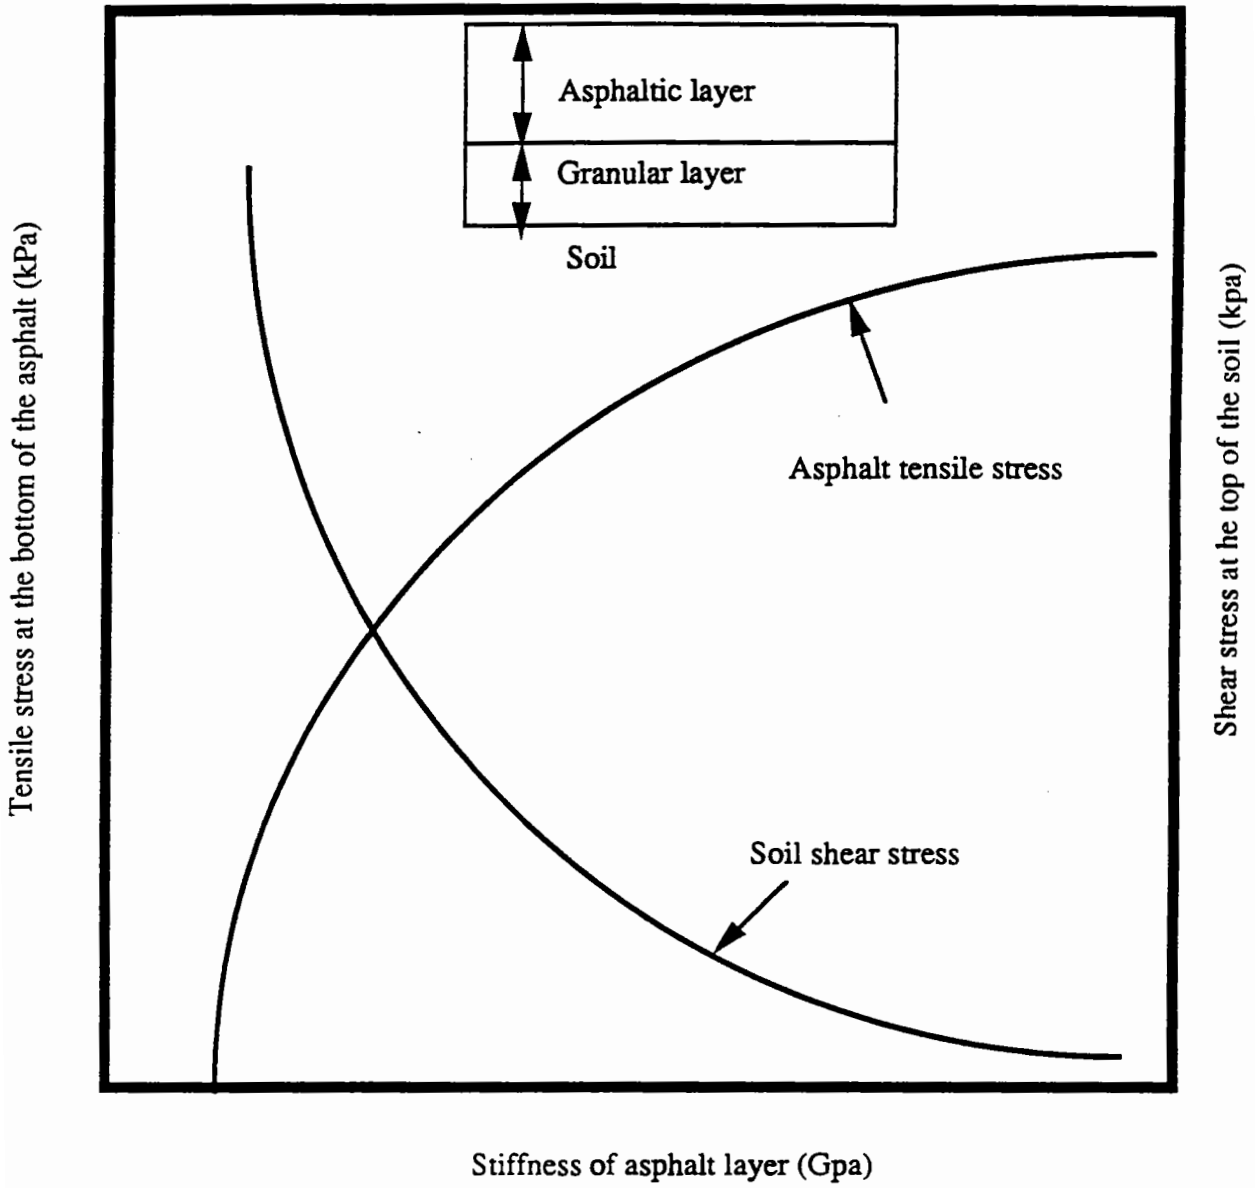 Asphaltic layer
Granular layer
Soil
Tensile stress at the bottom of the asphalt (kPa)
Shear stress at he top of the soil (kpa)
Asphalt tensile stress
Soil shear stress
Stiffness of asphalt layer (Gpa)